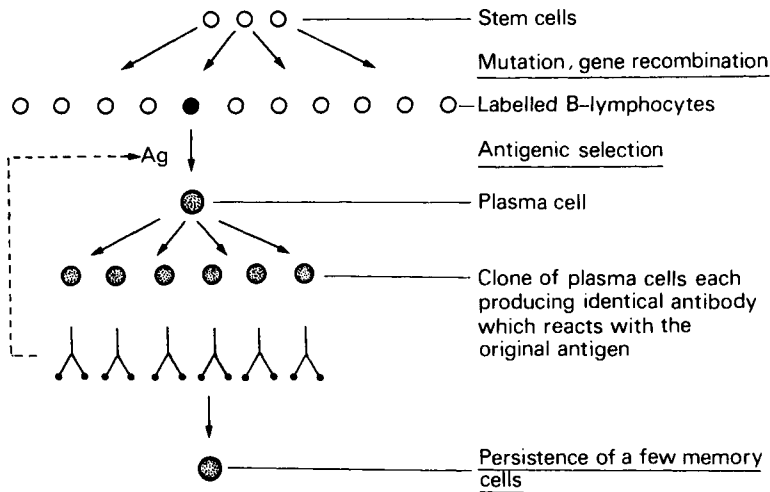 Stem cells
Mutation, gene recombination
Labelled B-lymphocytes
Ag
Antigenic selection
Plasma cell
Clone of plasma cells each
producing identical antibody
which reacts with the
original antigen
Persistence of a few memory
cells